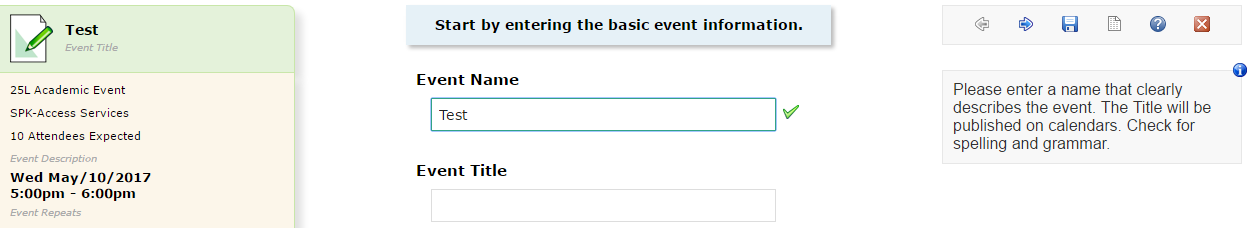 Test
Event Title
25L Academic Event
SPK-Access Services
10 Attendees Expected
Event Description
Wed May/10/2017
5:00pm - 6:00pm
Event Repeats
Start by entering the basic event information.
Event Name
Test
Event Title
Please enter a name that clearly
describes the event. The Title will be
published on calendars. Check for
spelling and grammar.